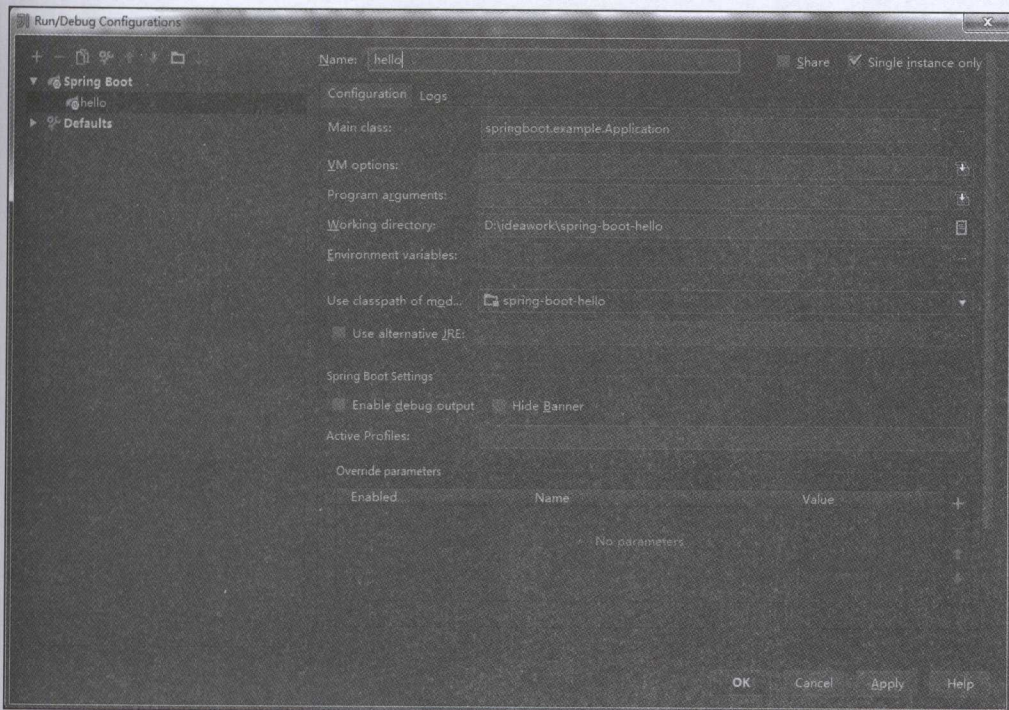 Run/Debug Configurations
Name: hello
Share
Single instance only
Spring Boot
hello
Defaults
Configuration Logs
Main class: springboot.example.Application
VM options:
Program arguments:
Working directory: D:\ideawork\spring-boot-hello
Environment variables:
Use classpath of mod... spring-boot-hello
Use alternative JRE:
Spring Boot Settings
Enable debug output Hide Banner
Active Profiles:
Override parameters
Enabled Name Value
No parameters
OK Cancel Apply Help